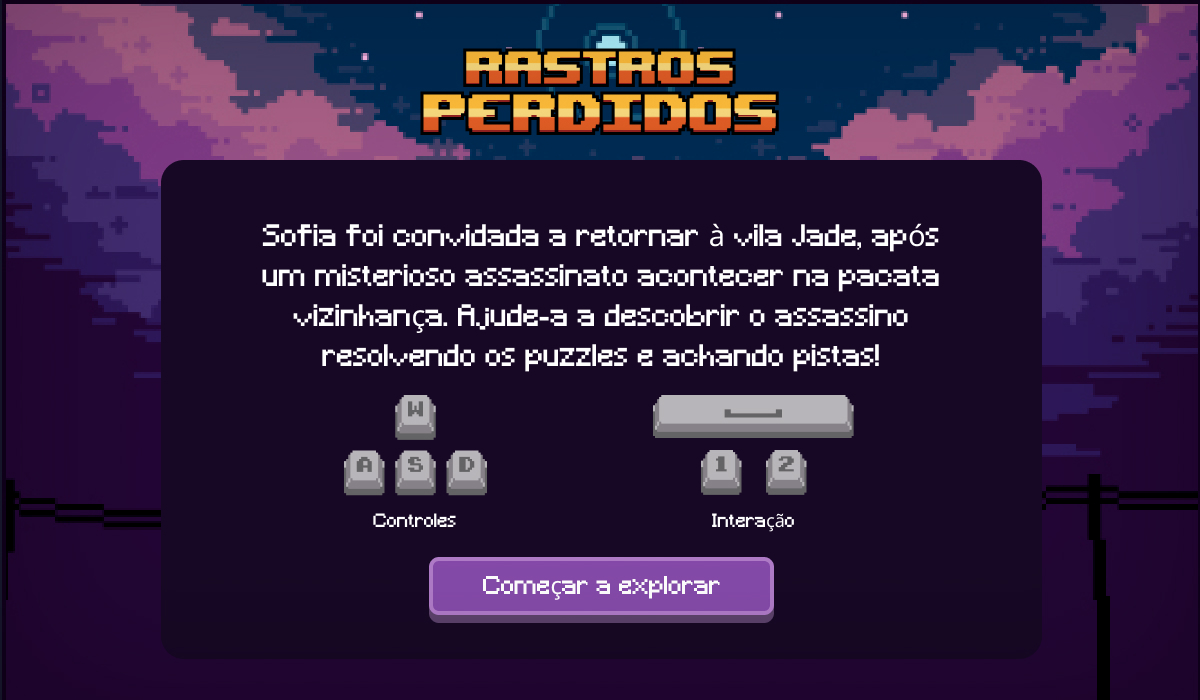 RASTROS
PERDIDOS
Sofia foi convidada a retornar à vila Jade, após
um misterioso assassinato acontecer na pacata
vizinhança. Ajude-a a descobrir o assassino
resolvendo os puzzles e achando pistas!
W
A S D
1 2
Controles
Interação
Começar a explorar